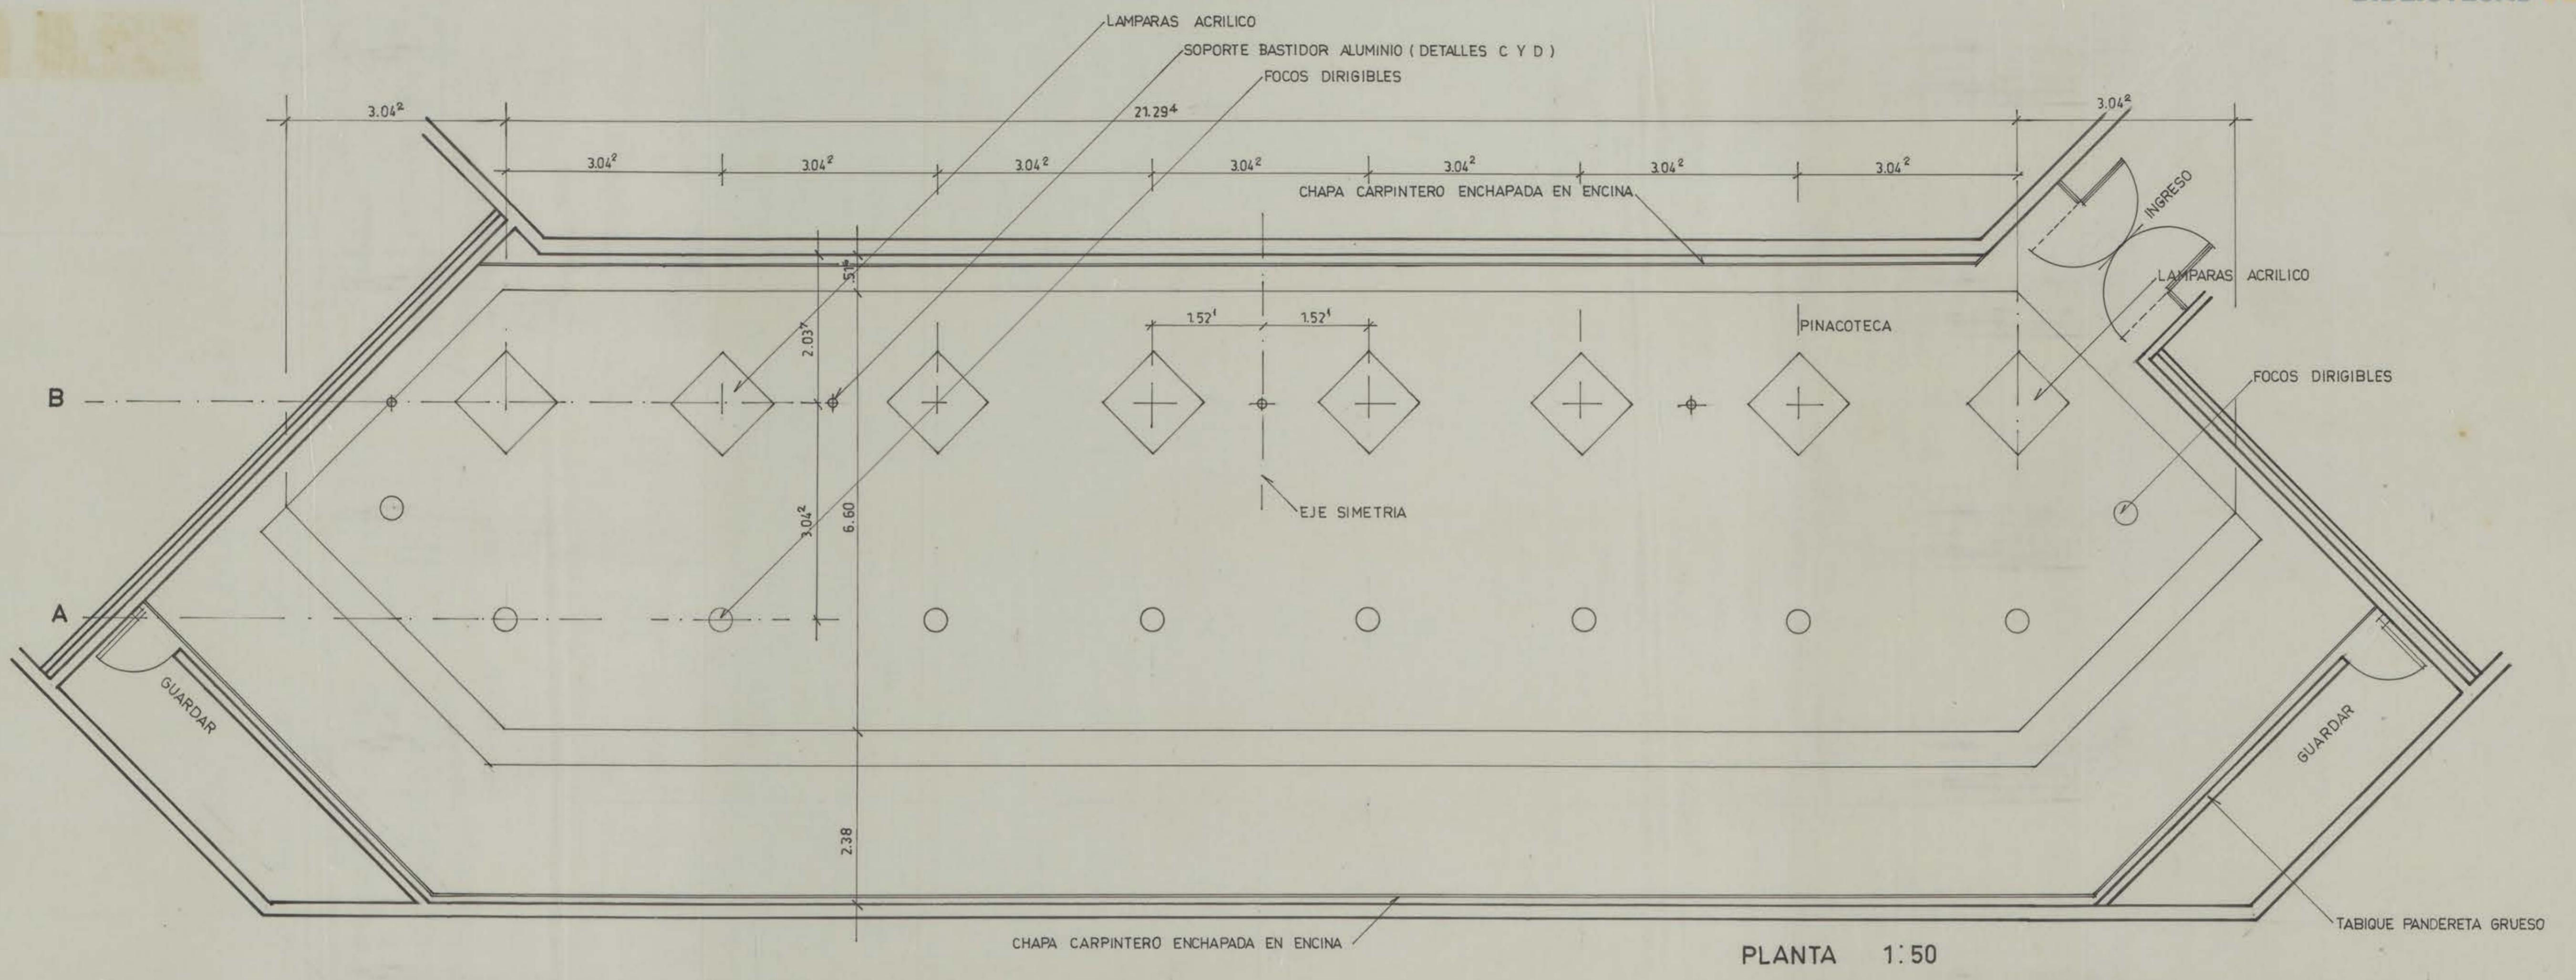 LAMPARAS ACRILICO
SOPORTE BASTIDOR ALUMINIO ( DETALLES C Y D )
FOCOS DIRIGIBLES
3.04²
21.29⁴
3.04²
3.04²
3.04²
3.04²
3.04²
3.04²
3.04²
3.04²
CHAPA CARPINTERO ENCHAPADA EN ENCINA
INGRESO
.51⁴
LAMPARAS ACRILICO
2.03⁷
1.52¹
1.52¹
PINACOTECA
FOCOS DIRIGIBLES
B
3.04²
6.60
EJE SIMETRIA
A
GUARDAR
GUARDAR
2.38
TABIQUE PANDERETA GRUESO
CHAPA CARPINTERO ENCHAPADA EN ENCINA
PLANTA 1:50